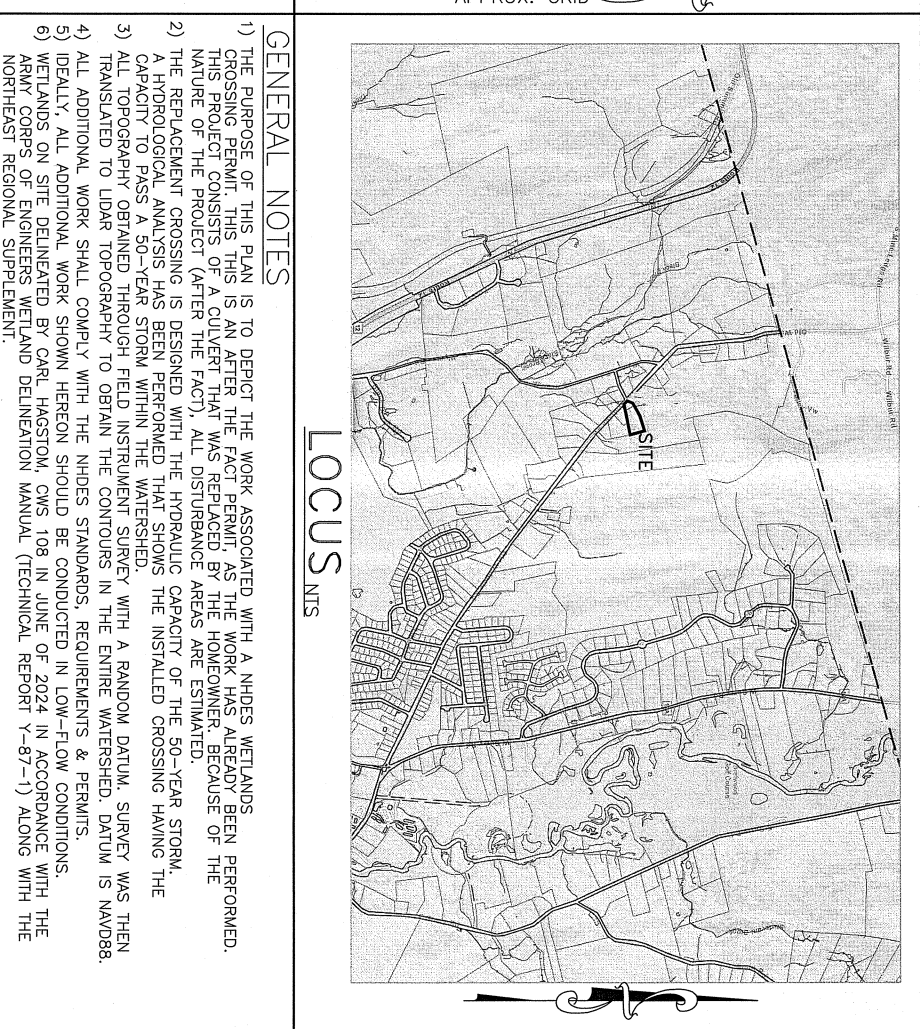 APPROX. GRID
SITE
Wilbur Rd
Wilbur Rd
LOCUS NTS
GENERAL NOTES
1) THE PURPOSE OF THIS PLAN IS TO DEPICT THE WORK ASSOCIATED WITH A NHDES WETLANDS
CROSSING PERMIT. THIS THIS IS AN AFTER THE FACT PERMIT, AS THE WORK HAS ALREADY BEEN PERFORMED.
THIS PROJECT CONSISTS OF A CULVERT THAT WAS REPLACED BY THE HOMEOWNER. BECAUSE OF THE
NATURE OF THE PROJECT (AFTER THE FACT), ALL DISTURBANCE AREAS ARE ESTIMATED.
2) THE REPLACEMENT CROSSING IS DESIGNED WITH THE HYDRAULIC CAPACITY OF THE 50-YEAR STORM.
A HYDROLOGICAL ANALYSIS HAS BEEN PERFORMED THAT SHOWS THE INSTALLED CROSSING HAVING THE
CAPACITY TO PASS A 50-YEAR STORM WITHIN THE WATERSHED.
3) ALL TOPOGRAPHY OBTAINED THROUGH FIELD INSTRUMENT SURVEY WITH A RANDOM DATUM. SURVEY WAS THEN
TRANSLATED TO LIDAR TOPOGRAPHY TO OBTAIN THE CONTOURS IN THE ENTIRE WATERSHED. DATUM IS NAVD88.
4) ALL ADDITIONAL WORK SHALL COMPLY WITH THE NHDES STANDARDS, REQUIREMENTS & PERMITS.
5) IDEALLY, ALL ADDITIONAL WORK SHOWN HEREON SHOULD BE CONDUCTED IN LOW-FLOW CONDITIONS.
6) WETLANDS ON SITE DELINEATED BY CARL HAGSTOM, CWS 108 IN JUNE OF 2024 IN ACCORDANCE WITH THE
ARMY CORPS OF ENGINEERS WETLAND DELINEATION MANUAL (TECHNICAL REPORT Y-87-1) ALONG WITH THE
NORTHEAST REGIONAL SUPPLEMENT.